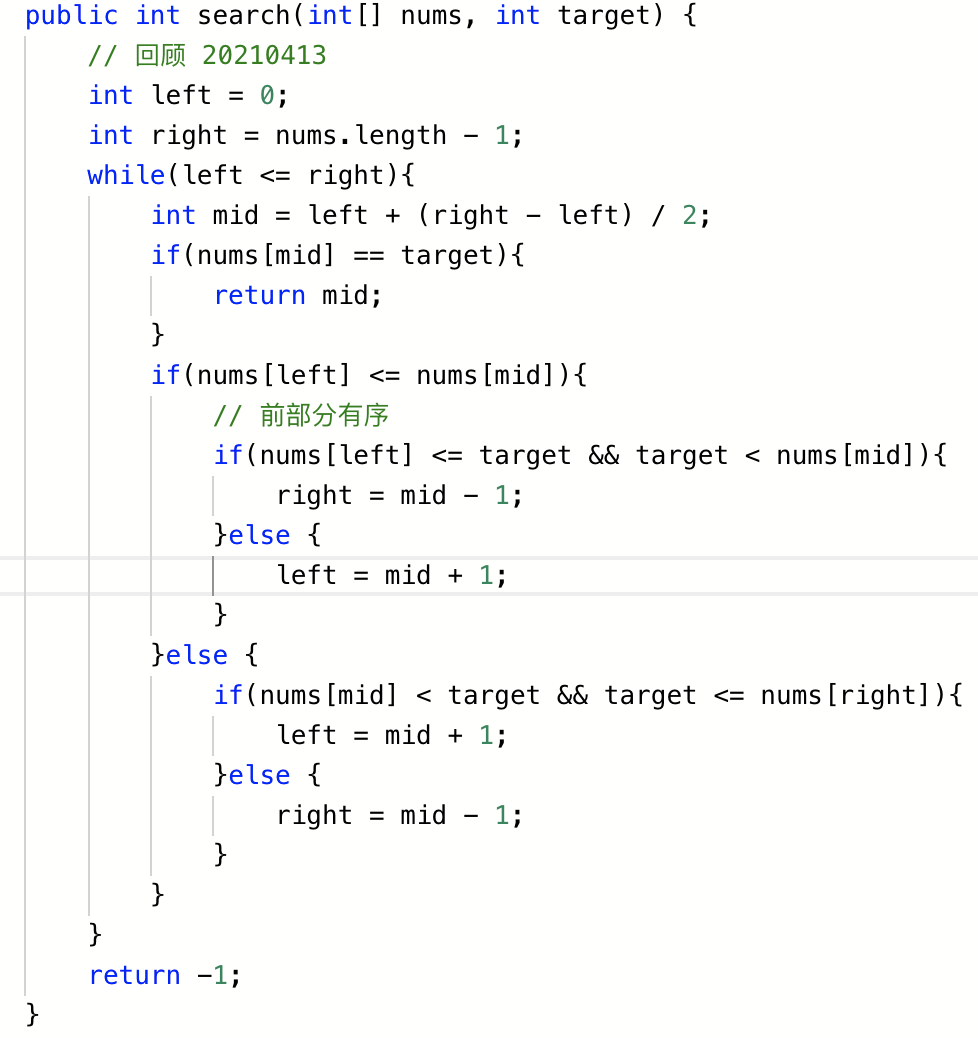 public int search(int[] nums, int target) {
    // 回顾 20210413
    int left = 0;
    int right = nums.length - 1;
    while(left <= right){
        int mid = left + (right - left) / 2;
        if(nums[mid] == target){
            return mid;
        }
        if(nums[left] <= nums[mid]){
            // 前部分有序
            if(nums[left] <= target && target < nums[mid]){
                right = mid - 1;
            }else {
                left = mid + 1;
            }
        }else {
            if(nums[mid] < target && target <= nums[right]){
                left = mid + 1;
            }else {
                right = mid - 1;
            }
        }
    }
    return -1;
}